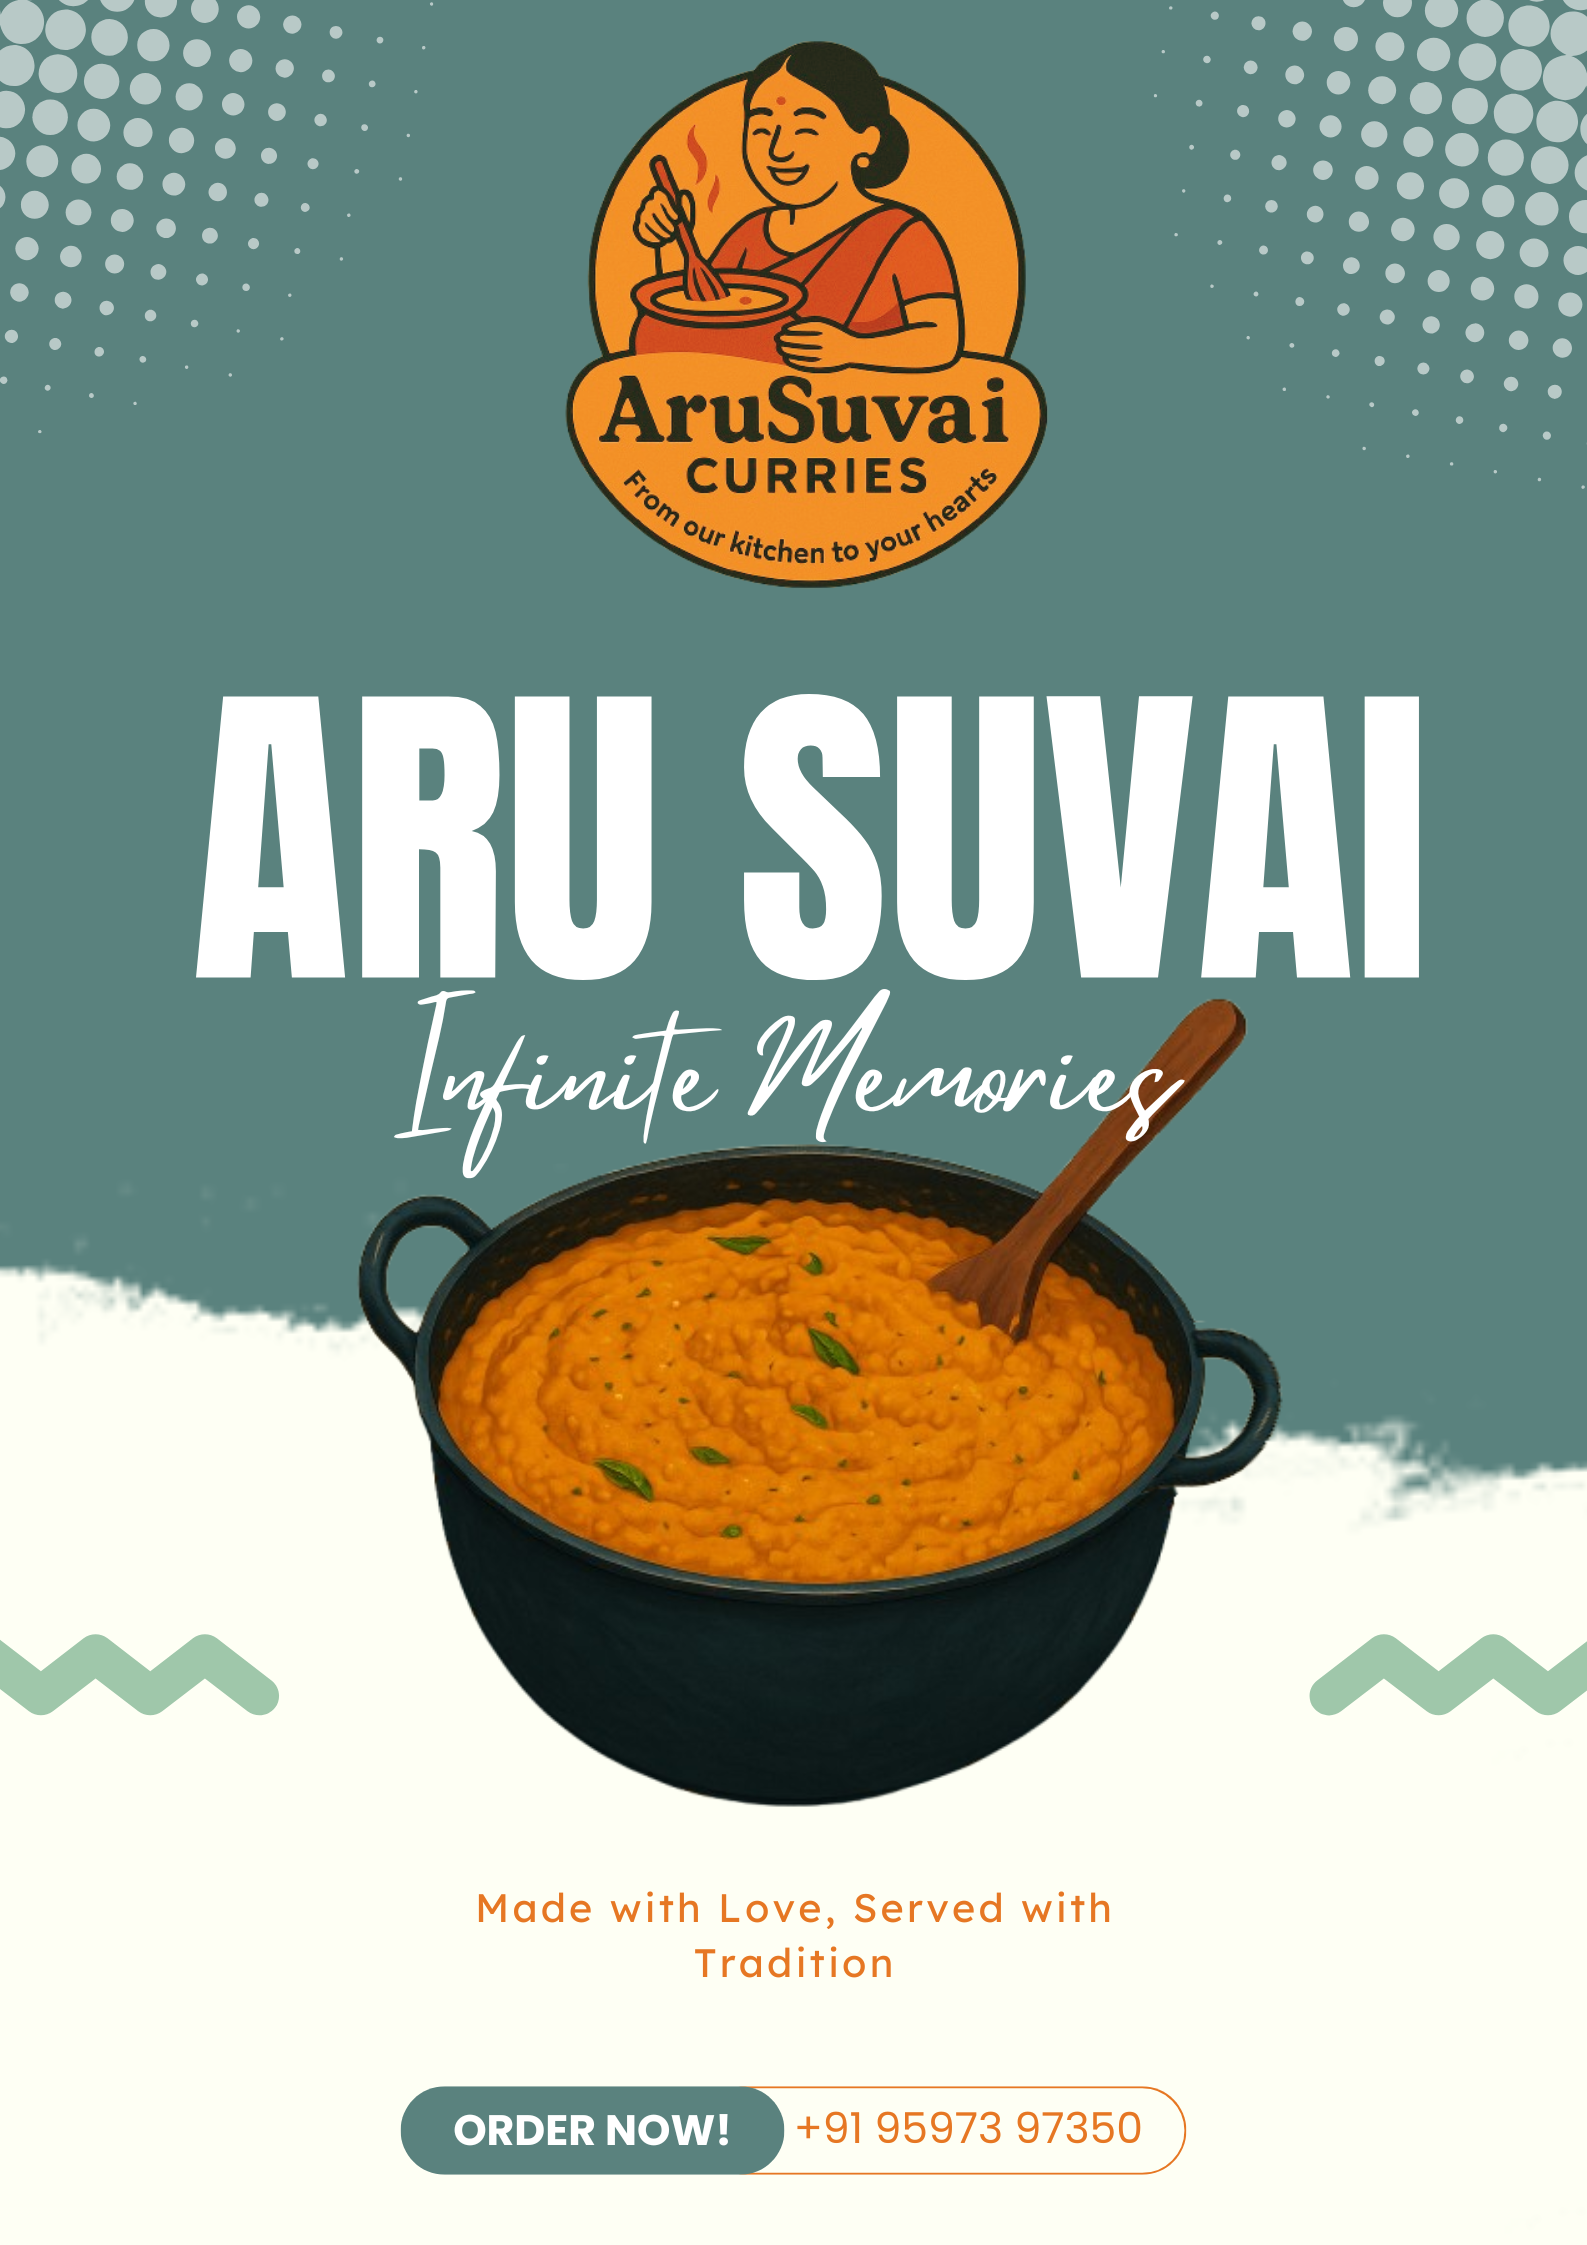 AruSuvai
CURRIES
From our kitchen to your hearts
ARU SUVAI
Infinite Memories
Made with Love, Served with
Tradition
ORDER NOW! +91 95973 97350